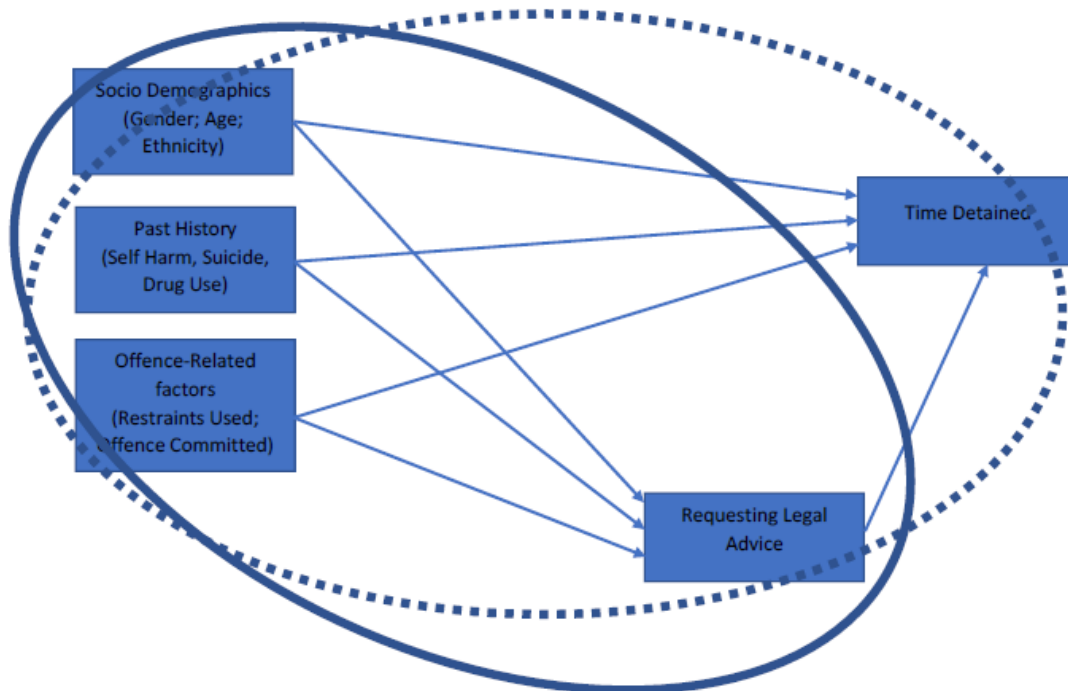 Socio Demographics
(Gender; Age;
Ethnicity)
Past History
(Self Harm, Suicide,
Drug Use)
Offence-Related
factors
(Restraints Used;
Offence Committed)
Time Detained
Requesting Legal
Advice